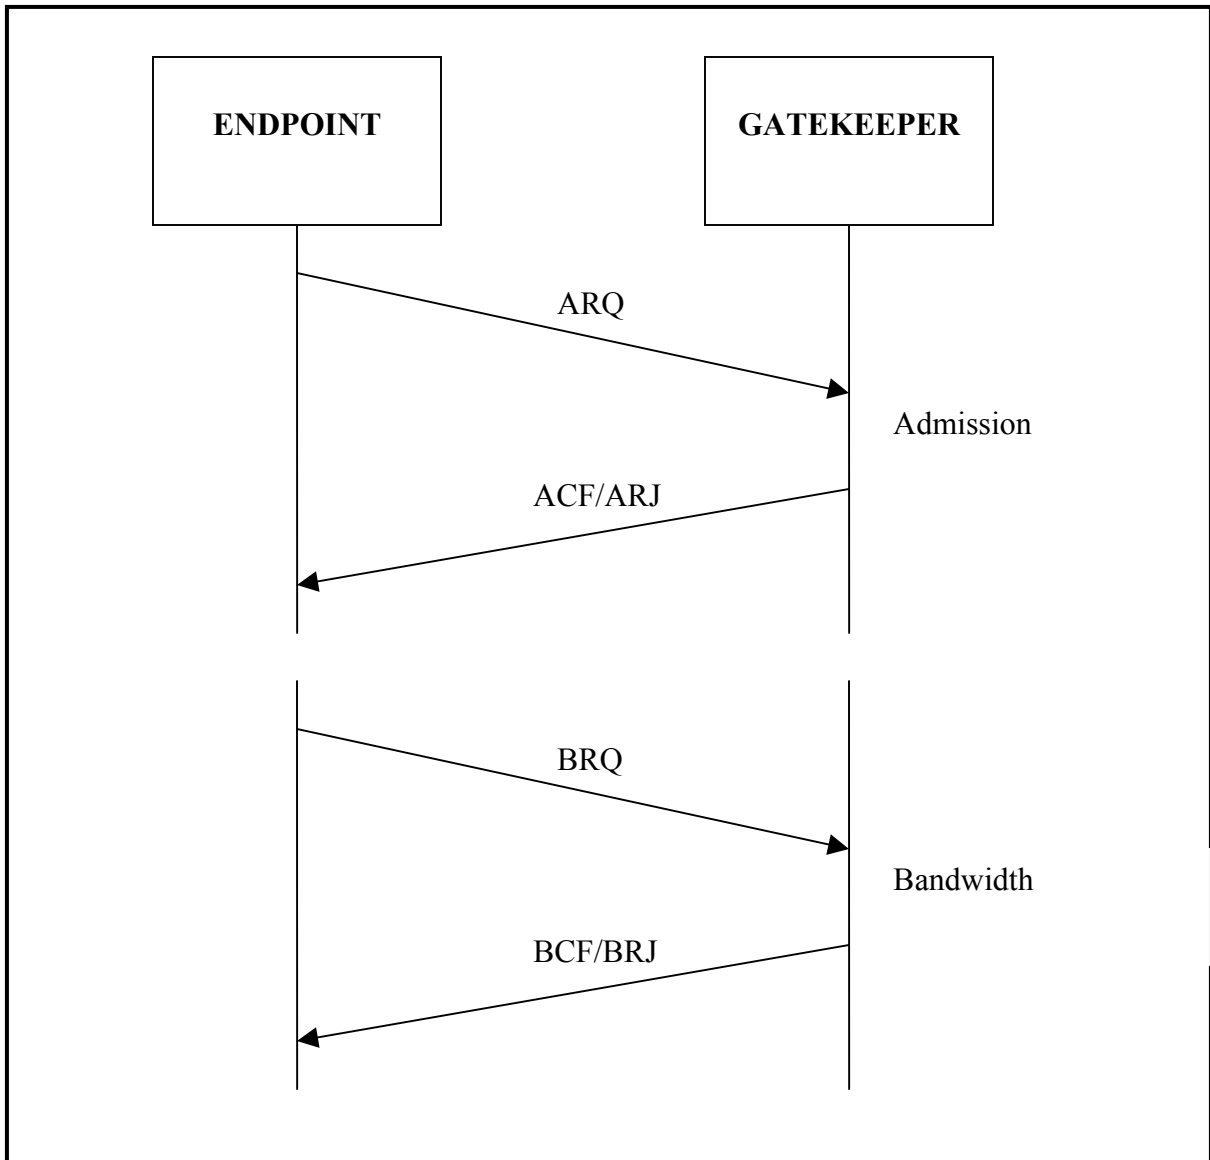 ENDPOINT
GATEKEEPER
ARQ
Admission
ACF/ARJ
BRQ
Bandwidth
BCF/BRJ